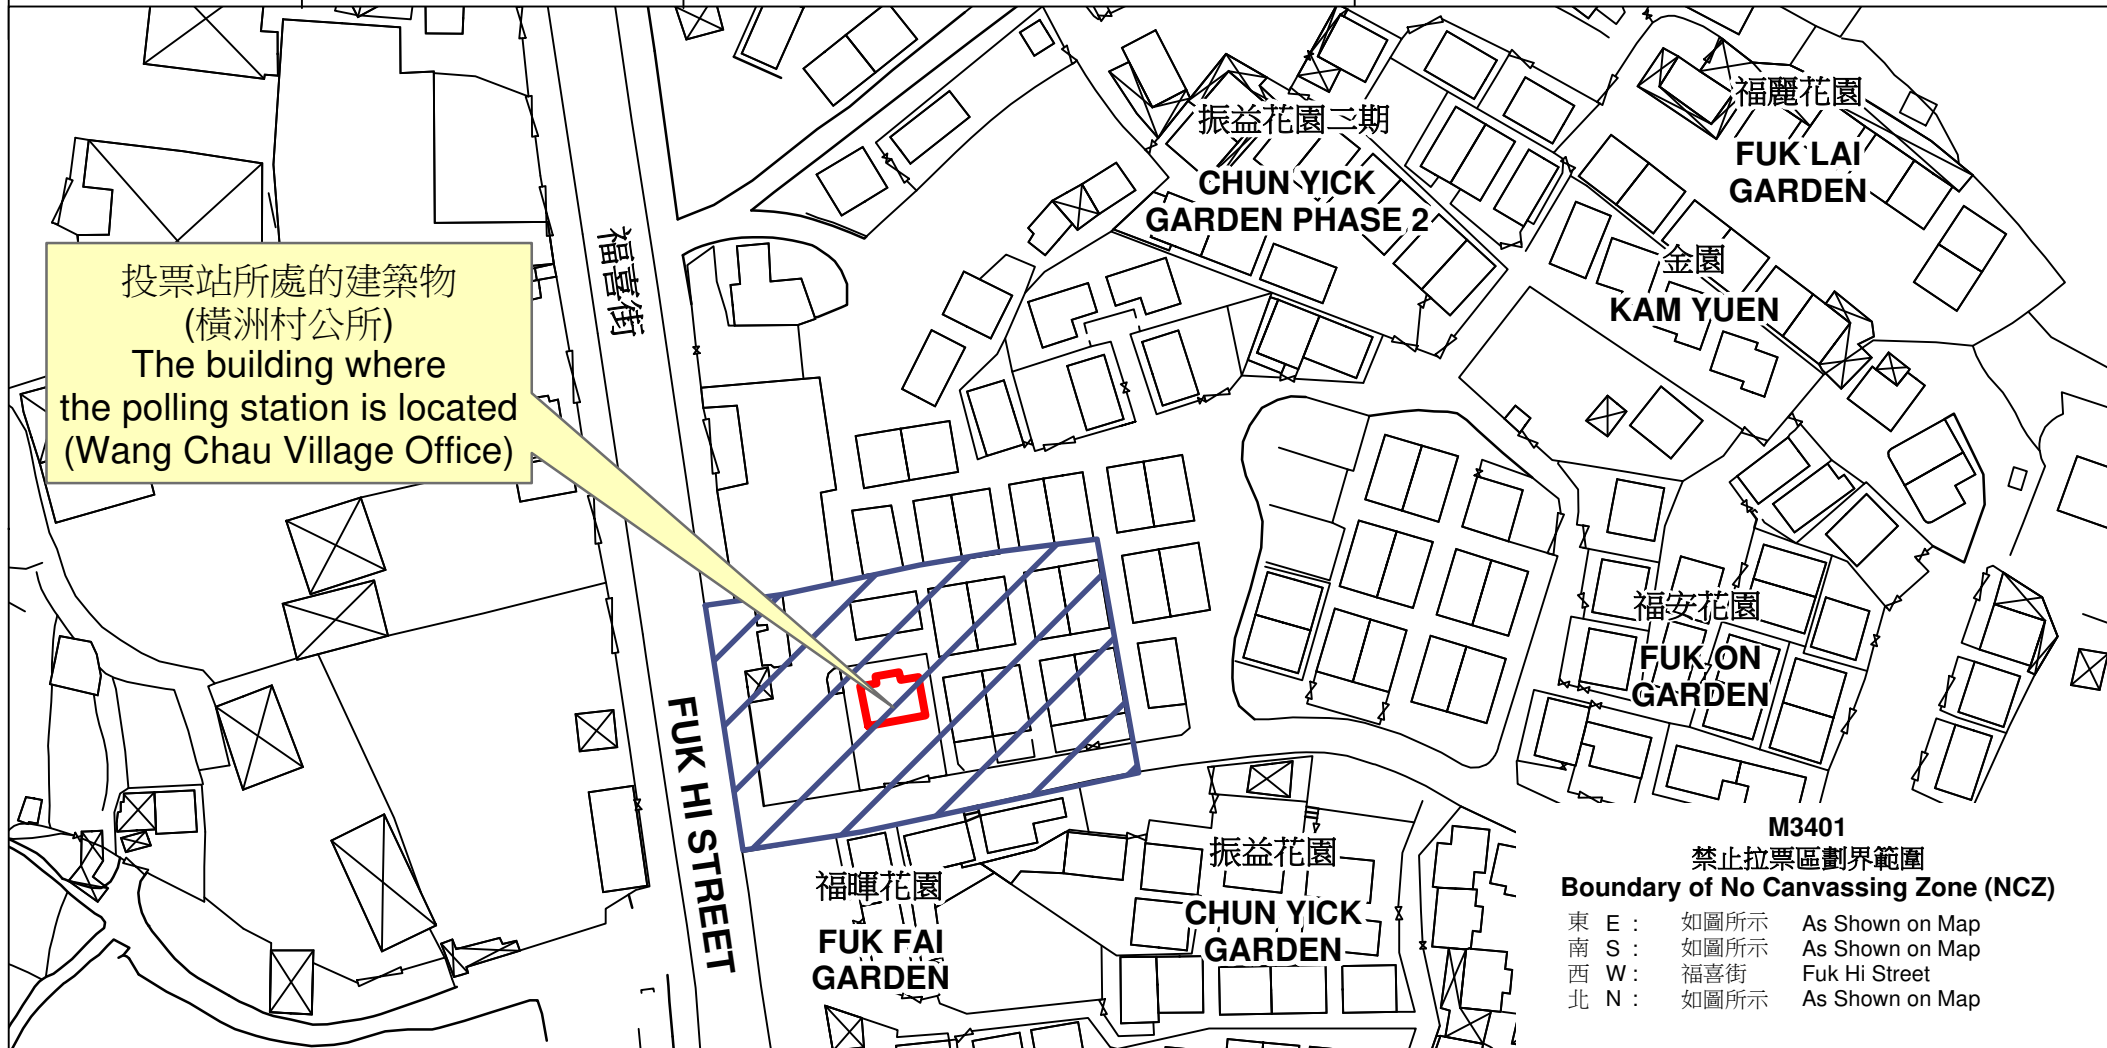 福麗花園
FUK LAI
GARDEN
振益花園二期
CHUN YICK
GARDEN PHASE 2
福喜街
投票站所處的建築物
(橫洲村公所)
The building where
the polling station is located
(Wang Chau Village Office)
金園
KAM YUEN
福安花園
FUK ON
GARDEN
FUK HI STREET
福暉花園
FUK FAI
GARDEN
振益花園
CHUN YICK
GARDEN
M3401
禁止拉票區劃界範圍
Boundary of No Canvassing Zone (NCZ)
東 E : 如圖所示 As Shown on Map
南 S : 如圖所示 As Shown on Map
西 W : 福喜街 Fuk Hi Street
北 N : 如圖所示 As Shown on Map